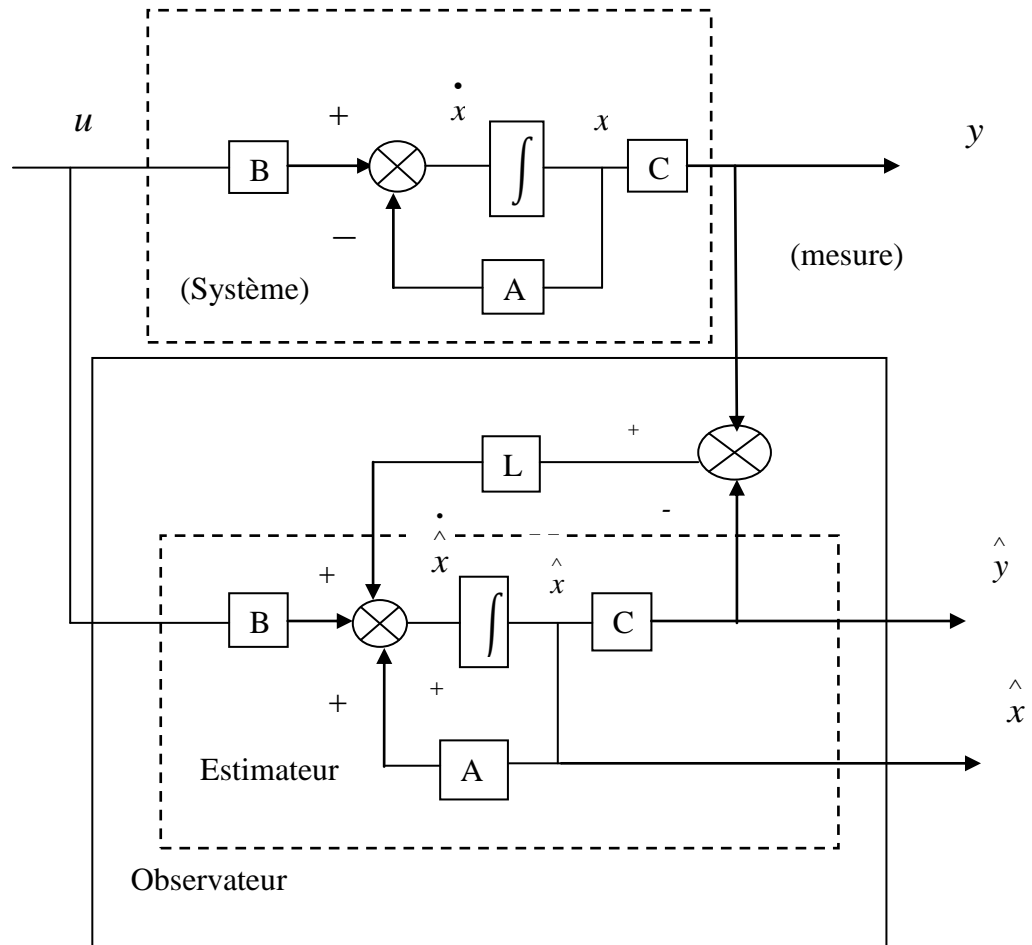 u
+
ẋ
x
y
B
∫
C
−
A
(Système)
(mesure)
+
L
-
+
x̂̇
x̂
ŷ
B
∫
C
+
+
x̂
A
Estimateur
Observateur